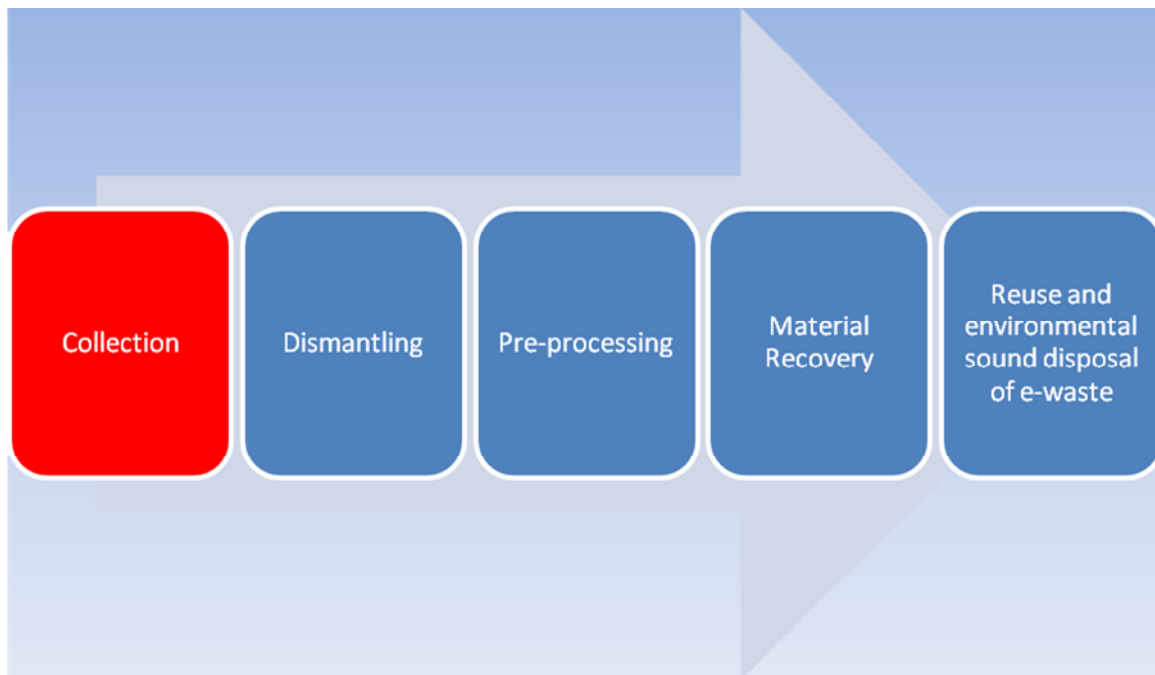 Collection
Dismantling
Pre-processing
Material
Recovery
Reuse and
environmental
sound disposal
of e-waste